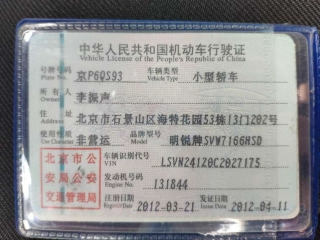 中华人民共和国机动车行驶证
Vehicle License of the People's Republic of China
号牌号码 京P6QS93 车辆类型 小型轿车
Plate No. Vehicle Type
所有人 李振声
Owner
住址 北京市石景山区海特花园53栋13门202号
Address
使用性质 非营运 品牌型号 明锐牌SVW7166HSD
Use Character Model
北京市公安局公安交通管理局
车辆识别代号
VIN LSVNZ4120C2027175
发动机号码
Engine No. 131844
注册日期 2012-03-21 发证日期 2012-04-11
Register Date Issue Date